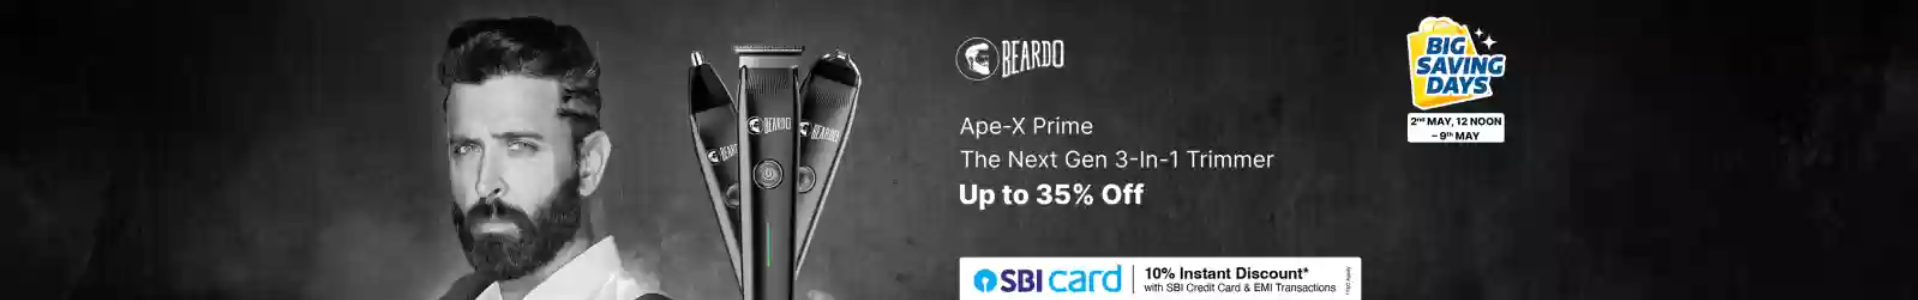 BEARDO
BEARDO
BEARDO
Ape-X Prime
The Next Gen 3-In-1 Trimmer
Up to 35% Off
SBI card
10% Instant Discount*
with SBI Credit Card & EMI Transactions
BIG
SAVING
DAYS
2nd MAY, 12 NOON
– 9th MAY